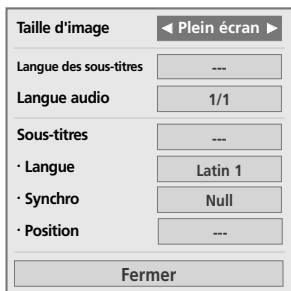 Taille d'image ◄ Plein écran ►
Langue des sous-titres ---
Langue audio 1/1
Sous-titres ---
· Langue Latin 1
· Synchro Null
· Position ---
Fermer